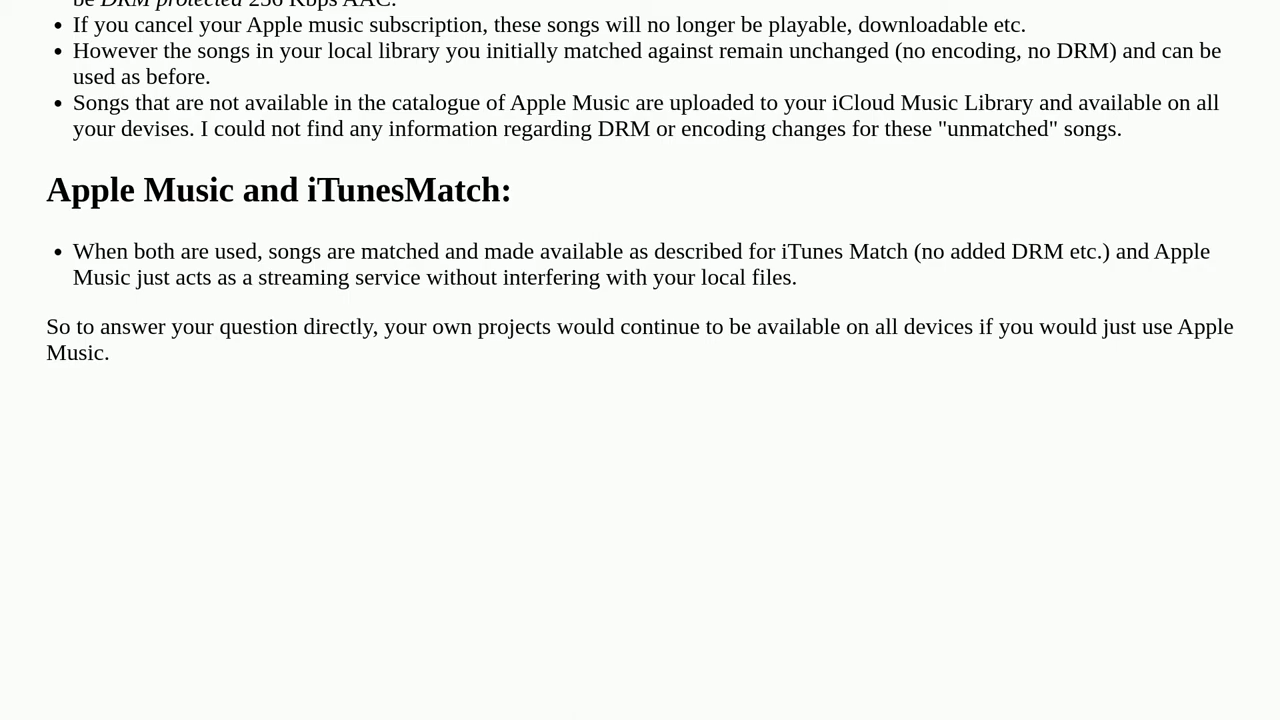 be DRM protected 256 Kbps AAC.
If you cancel your Apple music subscription, these songs will no longer be playable, downloadable etc.
However the songs in your local library you initially matched against remain unchanged (no encoding, no DRM) and can be
used as before.
Songs that are not available in the catalogue of Apple Music are uploaded to your iCloud Music Library and available on all
your devises. I could not find any information regarding DRM or encoding changes for these "unmatched" songs.
Apple Music and iTunesMatch:
When both are used, songs are matched and made available as described for iTunes Match (no added DRM etc.) and Apple
Music just acts as a streaming service without interfering with your local files.
So to answer your question directly, your own projects would continue to be available on all devices if you would just use Apple
Music.